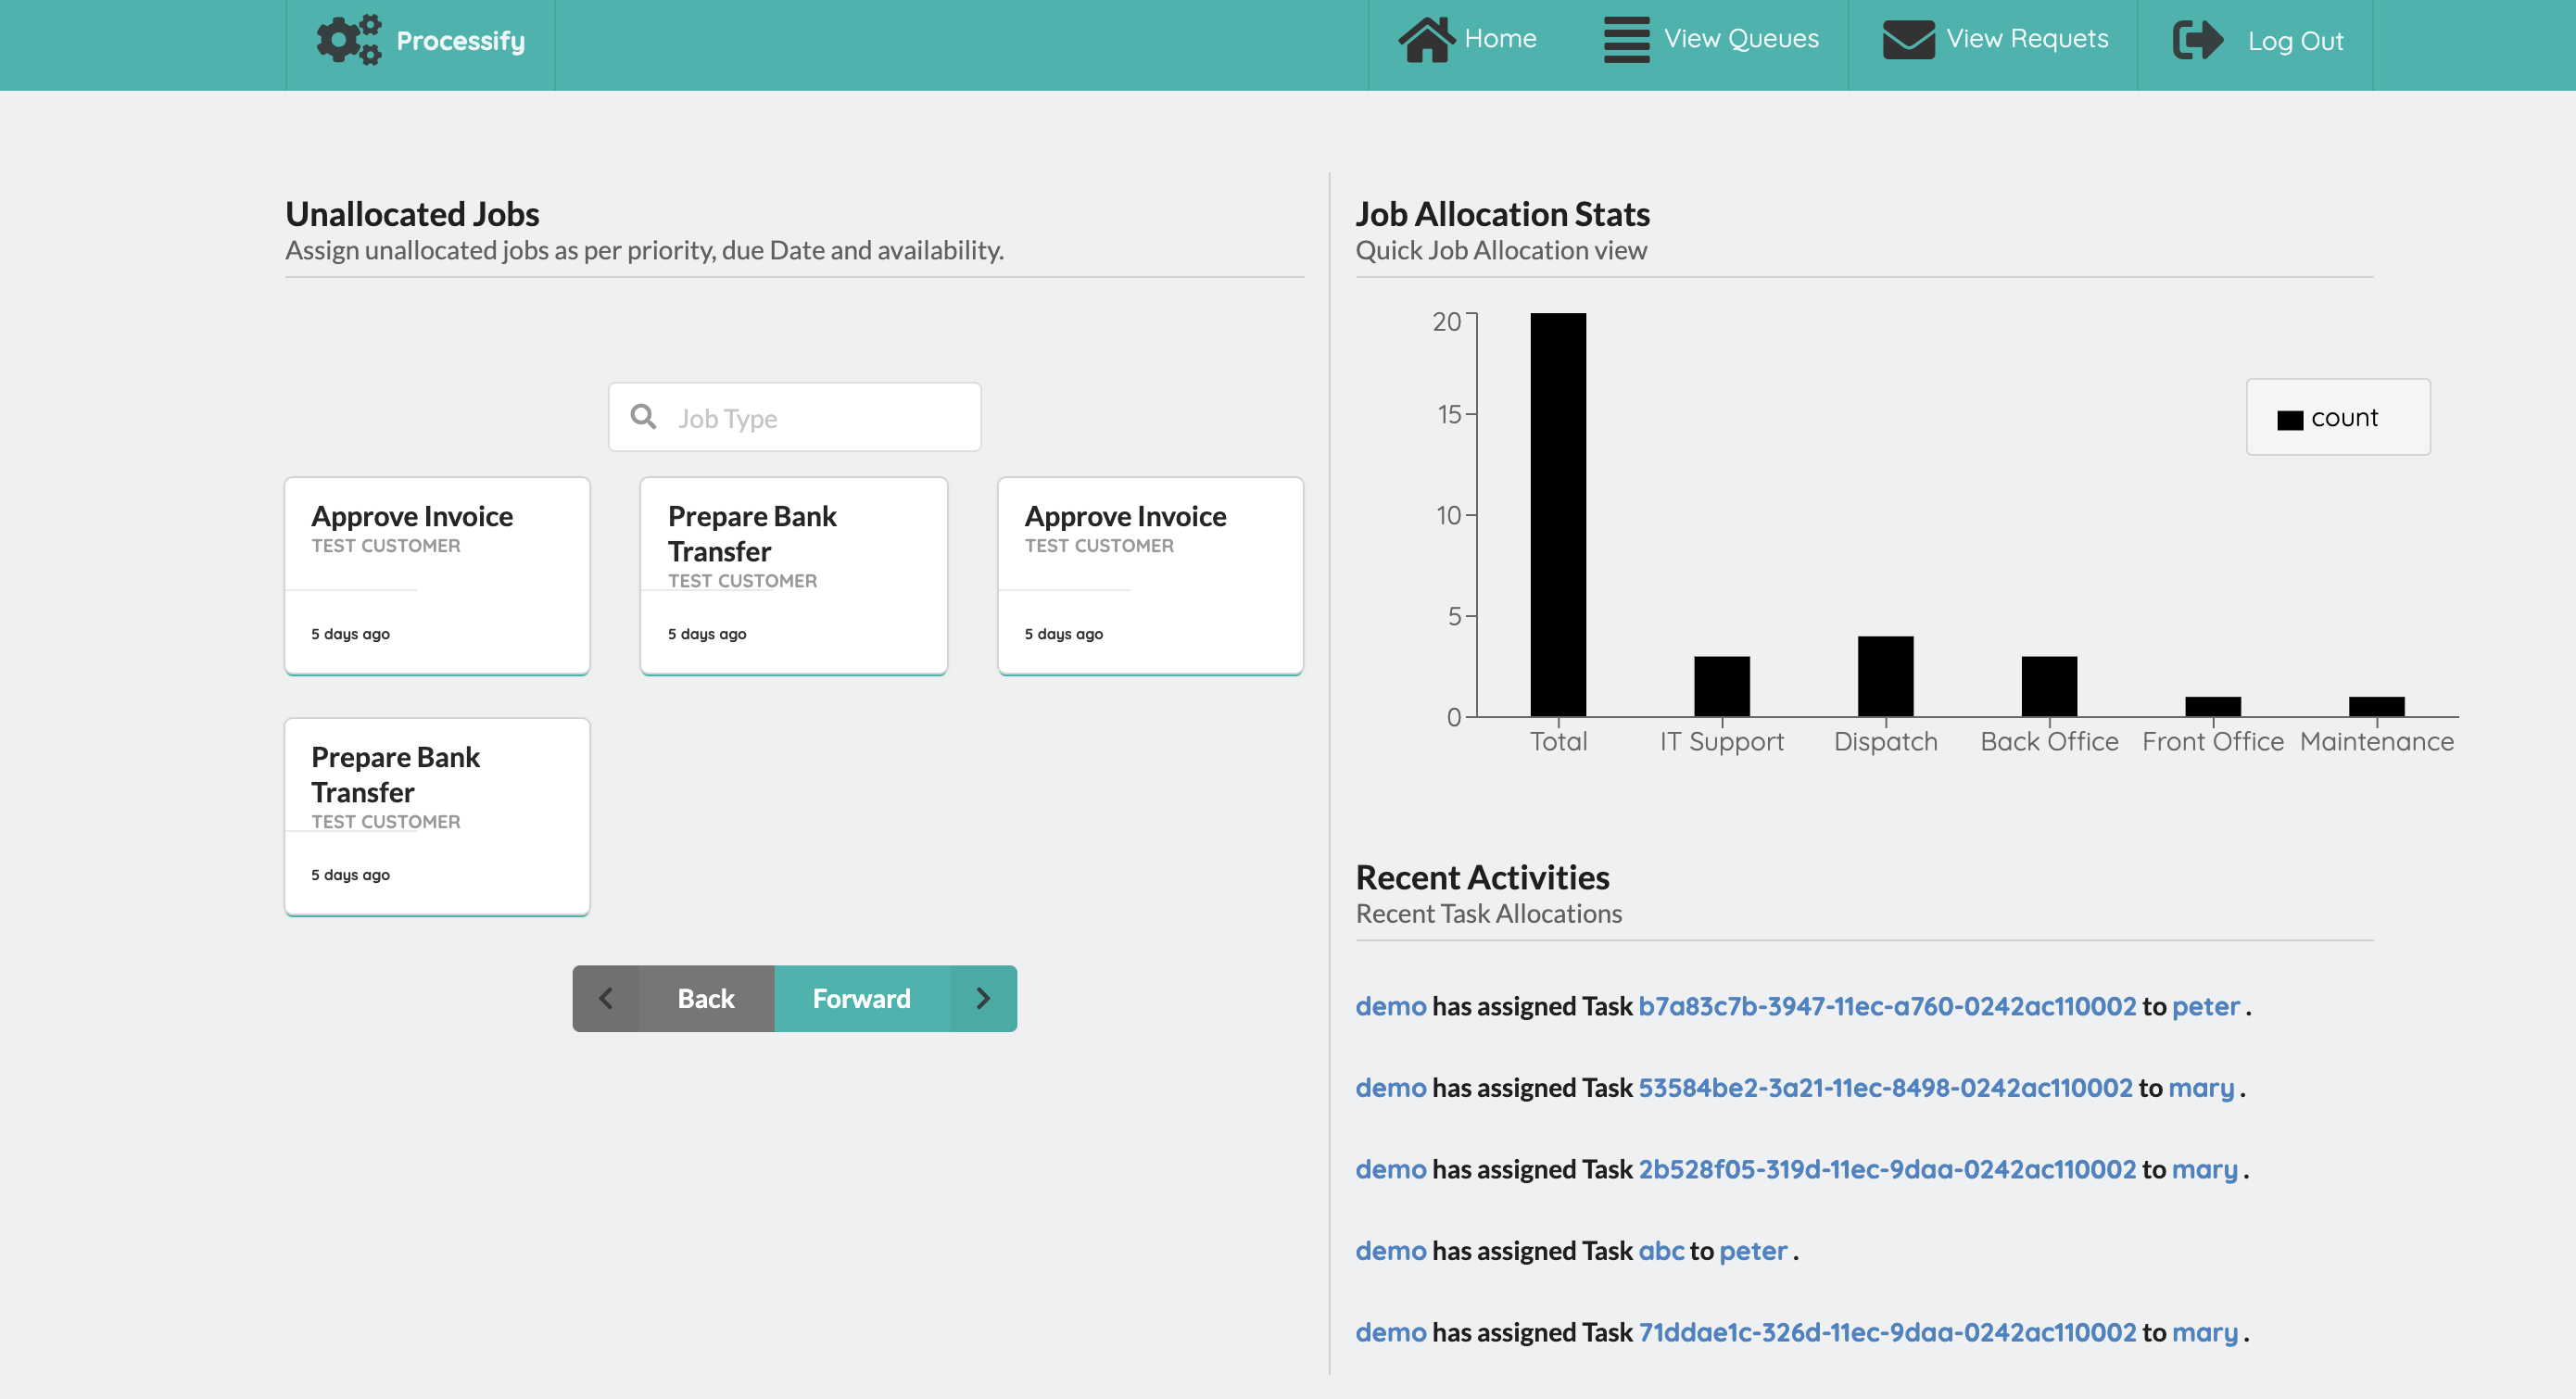 Processify
Home
View Queues
View Requets
Log Out
Unallocated Jobs
Assign unallocated jobs as per priority, due Date and availability.
Job Type
Approve Invoice
TEST CUSTOMER
5 days ago
Prepare Bank
Transfer
TEST CUSTOMER
5 days ago
Approve Invoice
TEST CUSTOMER
5 days ago
Prepare Bank
Transfer
TEST CUSTOMER
5 days ago
Back
Forward
Job Allocation Stats
Quick Job Allocation view
20
15
10
5
0
count
Total
IT Support
Dispatch
Back Office
Front Office
Maintenance
Recent Activities
Recent Task Allocations
demo has assigned Task b7a83c7b-3947-11ec-a760-0242ac110002 to peter .
demo has assigned Task 53584be2-3a21-11ec-8498-0242ac110002 to mary .
demo has assigned Task 2b528f05-319d-11ec-9daa-0242ac110002 to mary .
demo has assigned Task abc to peter .
demo has assigned Task 71ddae1c-326d-11ec-9daa-0242ac110002 to mary .